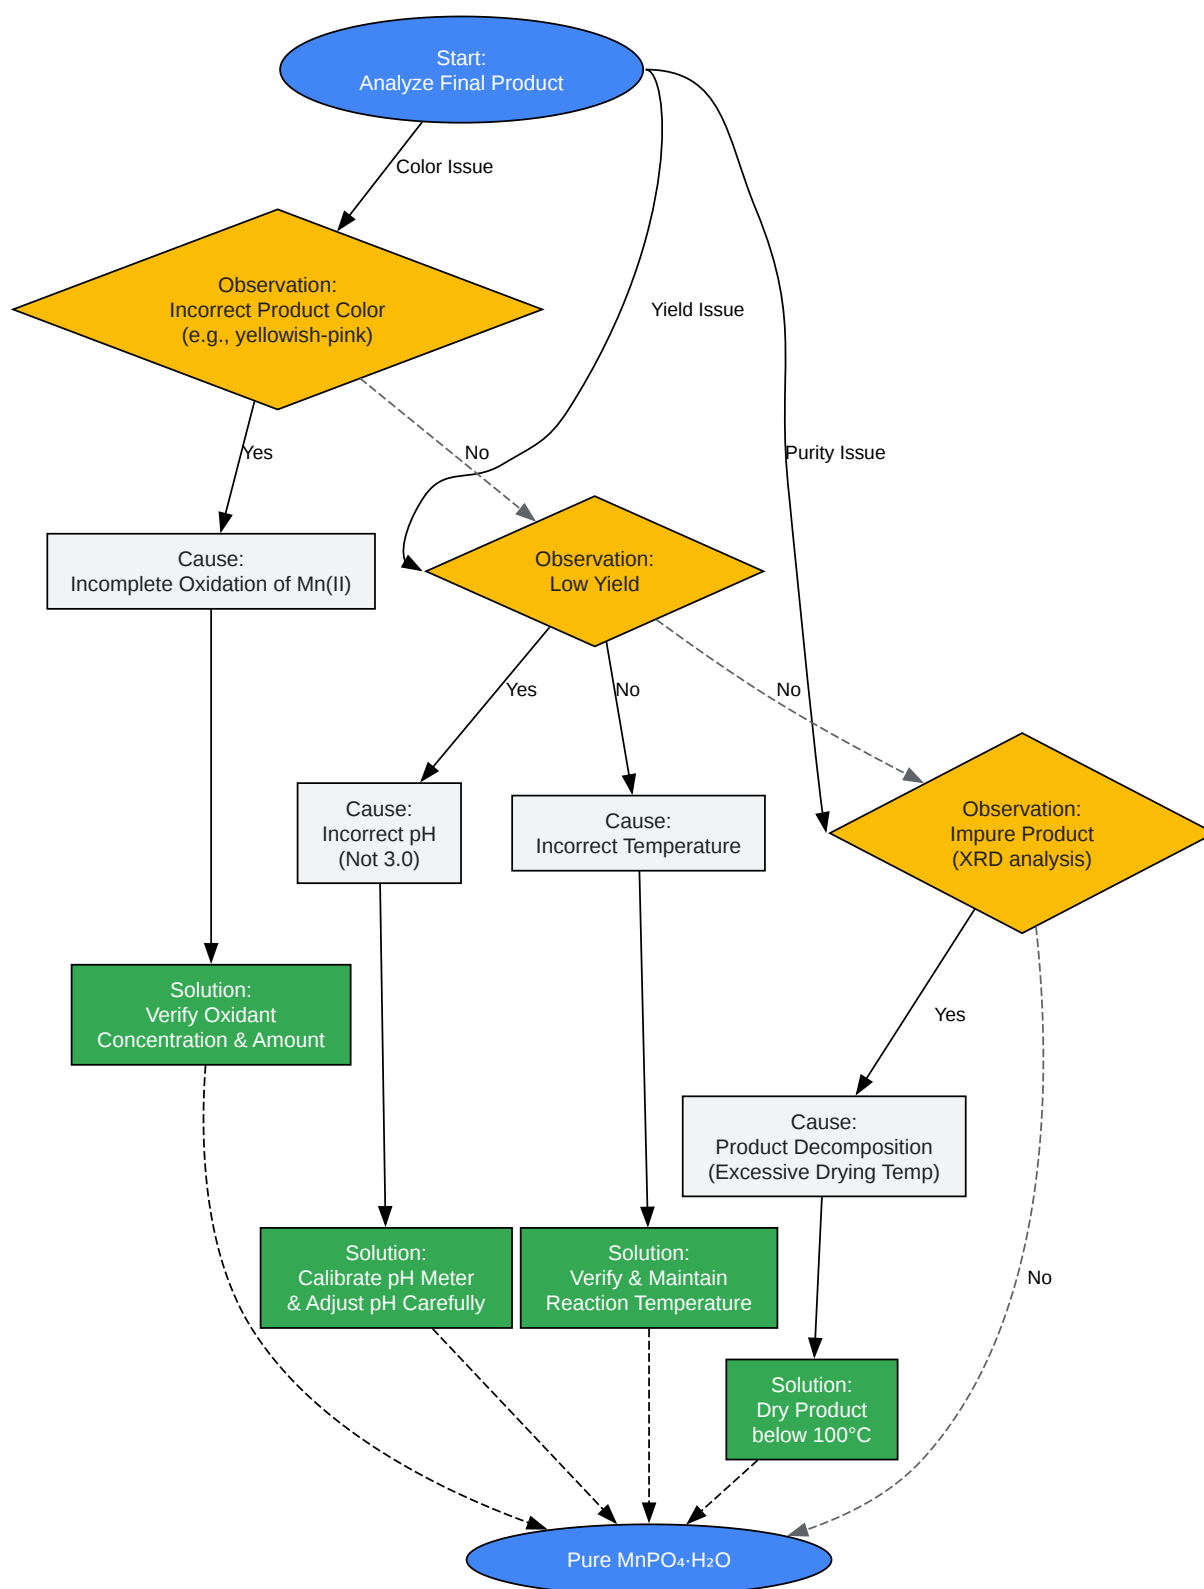 Start:
Analyze Final Product
Color Issue
Observation:
Incorrect Product Color
(e.g., yellowish-pink)
Yield Issue
Purity Issue
Yes
No
Cause:
Incomplete Oxidation of Mn(II)
Observation:
Low Yield
Yes
No
No
Cause:
Incorrect pH
(Not 3.0)
Cause:
Incorrect Temperature
Observation:
Impure Product
(XRD analysis)
Solution:
Verify Oxidant
Concentration & Amount
Yes
Cause:
Product Decomposition
(Excessive Drying Temp)
Solution:
Calibrate pH Meter
& Adjust pH Carefully
Solution:
Verify & Maintain
Reaction Temperature
No
Solution:
Dry Product
below 100°C
Pure MnPO₄·H₂O